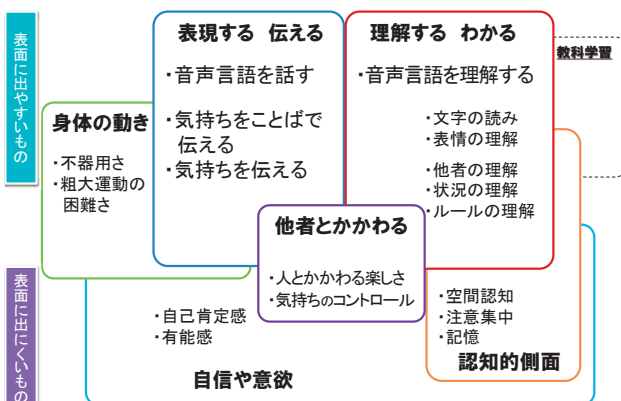 表面に出やすいもの
表現する 伝える
・音声言語を話す
・気持ちをことばで
伝える
・気持ちを伝える
理解する わかる
・音声言語を理解する
・文字の読み
・表情の理解
・他者の理解
・状況の理解
・ルールの理解
教科学習
身体の動き
・不器用さ
・粗大運動の
困難さ
他者とかかわる
・人とかかわる楽しさ
・気持ちのコントロール
表面に出にくいもの
・自己肯定感
・有能感
自信や意欲
・空間認知
・注意集中
・記憶
認知的側面